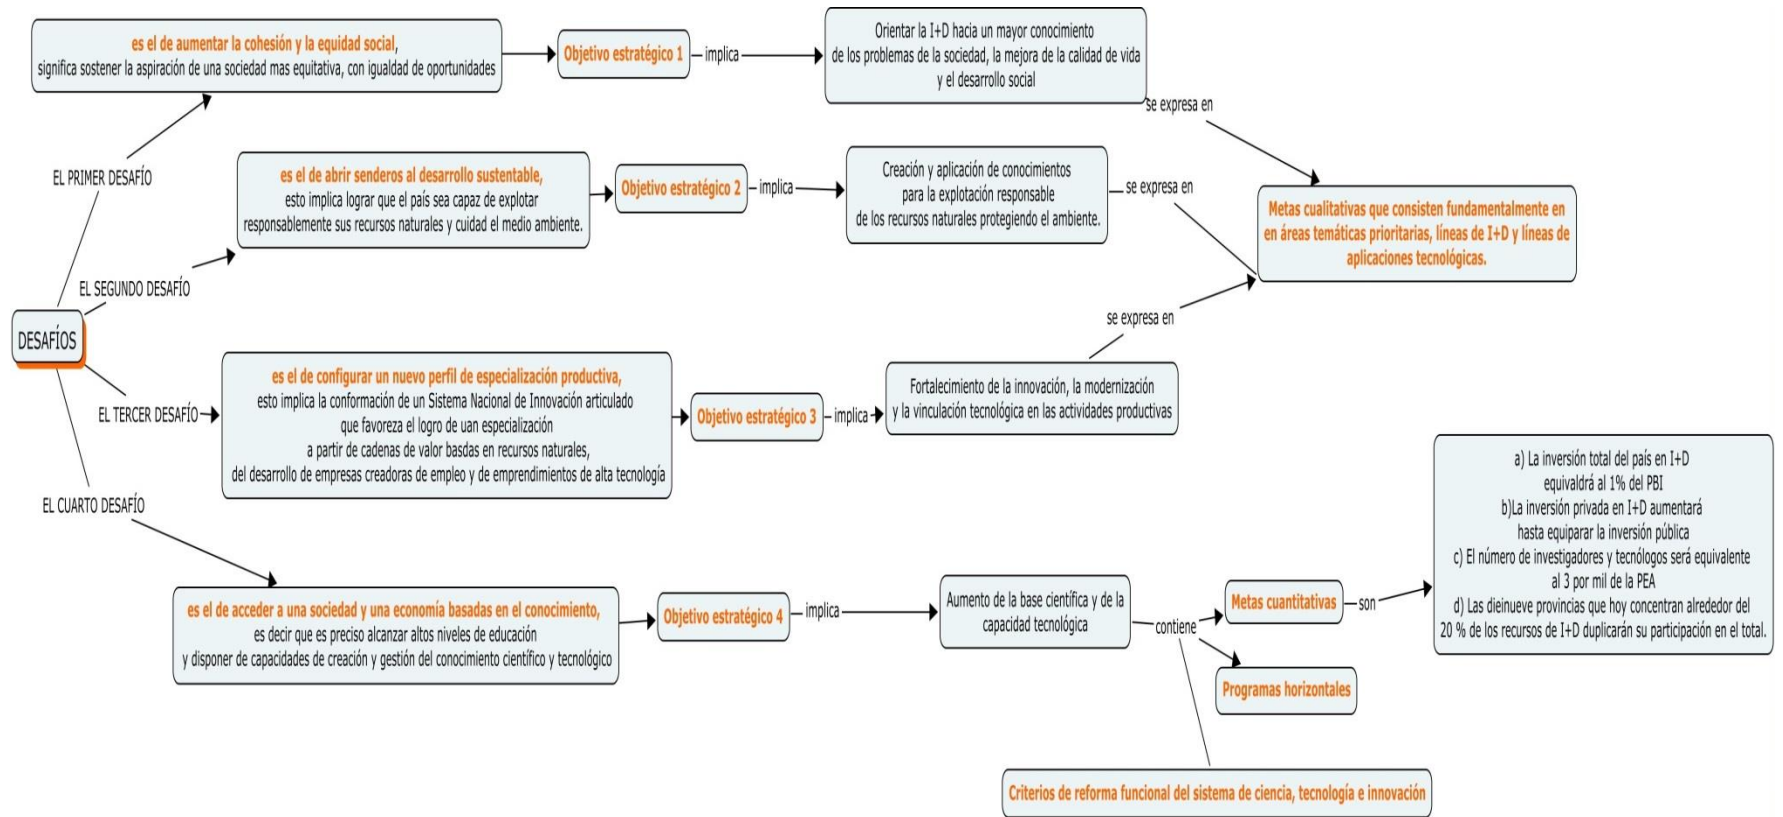 DESAFÍOS
EL PRIMER DESAFÍO
es el de aumentar la cohesión y la equidad social,
significa sostener la aspiración de una sociedad mas equitativa, con igualdad de oportunidades
Objetivo estratégico 1
implica
Orientar la I+D hacia un mayor conocimiento
de los problemas de la sociedad, la mejora de la calidad de vida
y el desarrollo social
se expresa en
EL SEGUNDO DESAFÍO
es el de abrir senderos al desarrollo sustentable,
esto implica lograr que el país sea capaz de explotar
responsablemente sus recursos naturales y cuidad el medio ambiente.
Objetivo estratégico 2
implica
Creación y aplicación de conocimientos
para la explotación responsable
de los recursos naturales protegiendo el ambiente.
se expresa en
Metas cualitativas que consisten fundamentalmente en
en áreas temáticas prioritarias, líneas de I+D y líneas de
aplicaciones tecnológicas.
EL TERCER DESAFÍO
es el de configurar un nuevo perfil de especialización productiva,
esto implica la conformación de un Sistema Nacional de Innovación articulado
que favoreza el logro de uan especialización
a partir de cadenas de valor basdas en recursos naturales,
del desarrollo de empresas creadoras de empleo y de emprendimientos de alta tecnología
Objetivo estratégico 3
implica
Fortalecimiento de la innovación, la modernización
y la vinculación tecnológica en las actividades productivas
se expresa en
EL CUARTO DESAFÍO
es el de acceder a una sociedad y una economía basadas en el conocimiento,
es decir que es preciso alcanzar altos niveles de educación
y disponer de capacidades de creación y gestión del conocimiento científico y tecnológico
Objetivo estratégico 4
implica
Aumento de la base científica y de la
capacidad tecnológica
contiene
Metas cuantitativas
son
a) La inversión total del país en I+D
equivaldrá al 1% del PBI
b)La inversión privada en I+D aumentará
hasta equiparar la inversión pública
c) El número de investigadores y tecnólogos será equivalente
al 3 por mil de la PEA
d) Las dieinueve provincias que hoy concentran alrededor del
20 % de los recursos de I+D duplicarán su participación en el total.
Programas horizontales
Criterios de reforma funcional del sistema de ciencia, tecnología e innovación